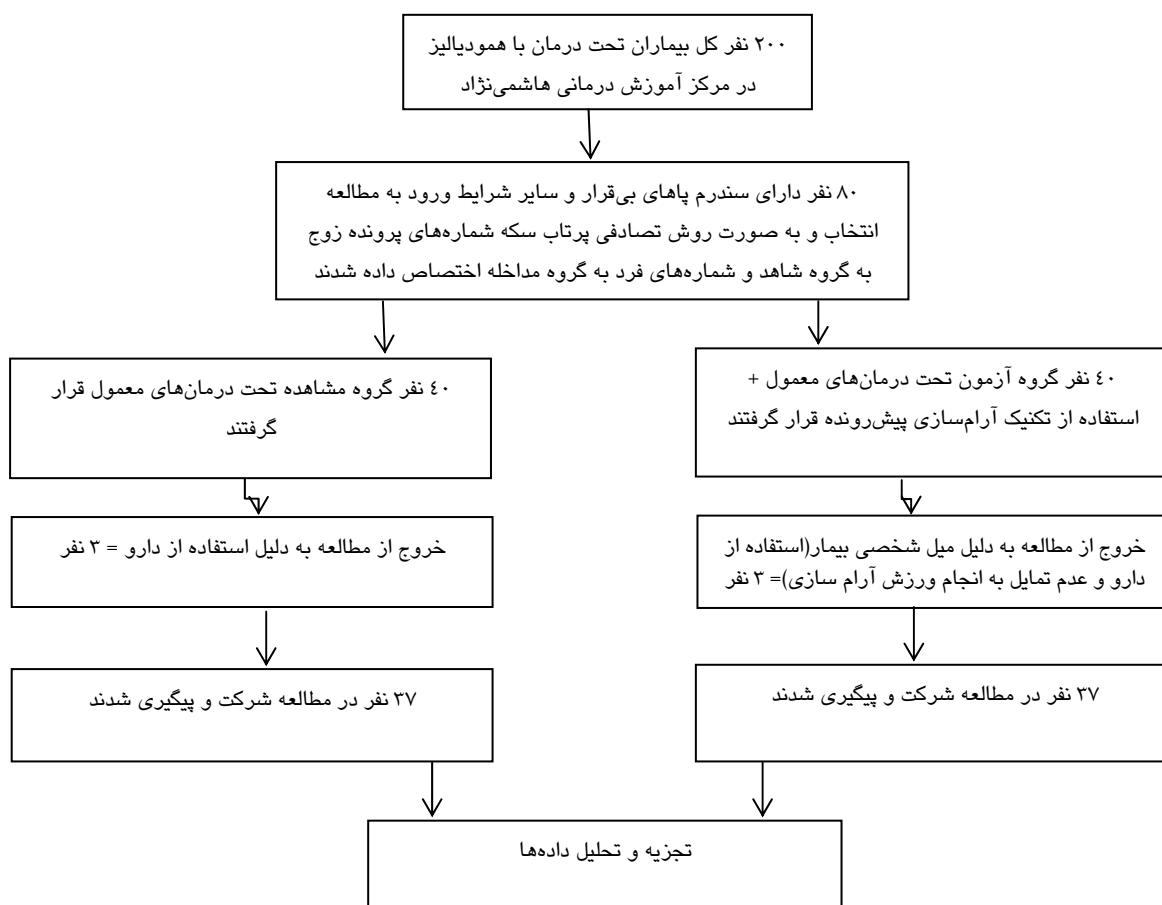 ۲۰۰ نفر کل بیماران تحت درمان با همودیالیز
در مرکز آموزش درمانی هاشمی‌نژاد
۸۰ نفر دارای سندرم پاهای بی‌قرار و سایر شرایط ورود به مطالعه
انتخاب و به صورت روش تصادفی پرتاب سکه شماره‌های پرونده زوج
به گروه شاهد و شماره‌های فرد به گروه مداخله اختصاص داده شدند
٤۰ نفر گروه آزمون تحت درمان‌های معمول +
استفاده از تکنیک آرام‌سازی پیش‌رونده قرار گرفتند
٤۰ نفر گروه مشاهده تحت درمان‌های معمول قرار
گرفتند
خروج از مطالعه به دلیل میل شخصی بیمار(استفاده از
دارو و عدم تمایل به انجام ورزش آرام سازی)= ۳ نفر
خروج از مطالعه به دلیل استفاده از دارو = ۳ نفر
۳۷ نفر در مطالعه شرکت و پیگیری شدند
۳۷ نفر در مطالعه شرکت و پیگیری شدند
تجزیه و تحلیل داده‌ها